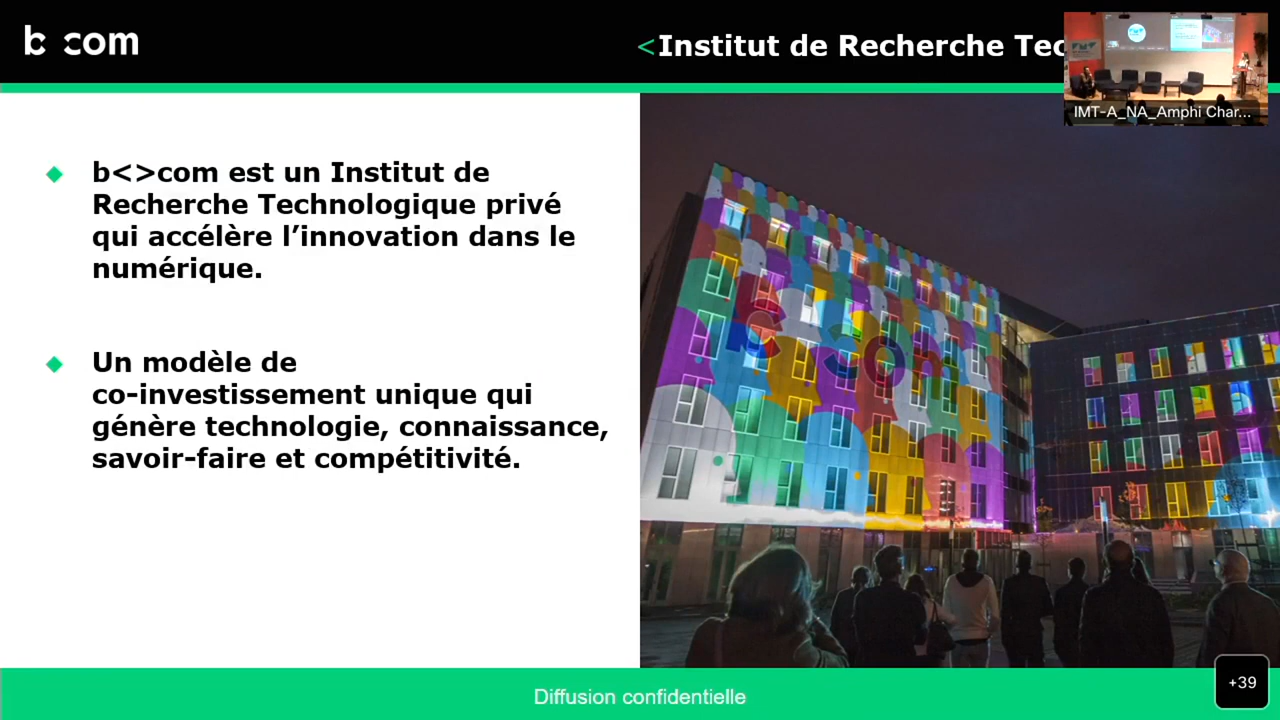 b com
<Institut de Recherche Tec
IMT-A_NA_Amphi Char...
b<>com est un Institut de
Recherche Technologique privé
qui accélère l’innovation dans le
numérique.
Un modèle de
co-investissement unique qui
génère technologie, connaissance,
savoir-faire et compétitivité.
b com
Diffusion confidentielle
+39